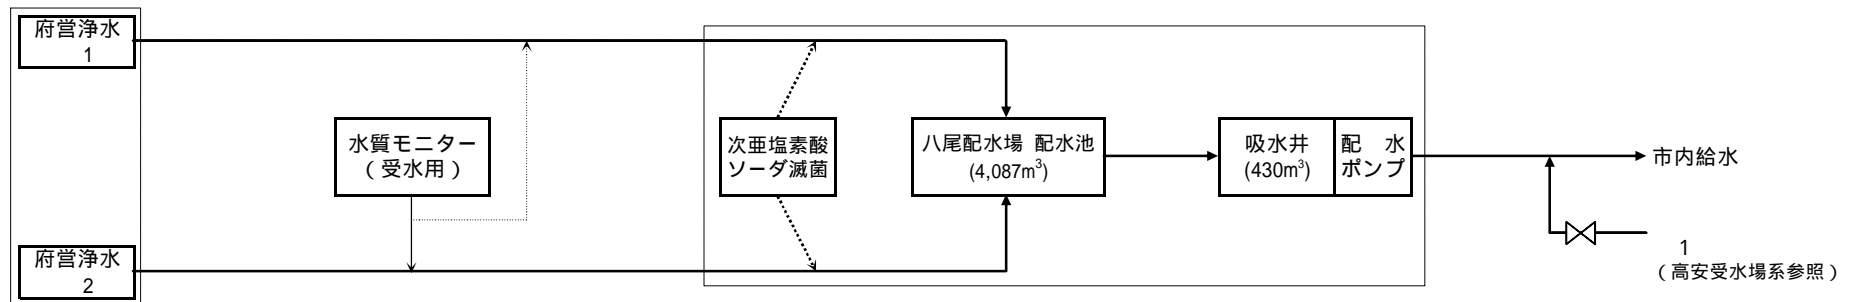 府営浄水
1
水質モニター
（受水用）
次亜塩素酸
ソーダ滅菌
八尾配水場 配水池
(4,087m³)
吸水井
(430m³)
配　水
ポンプ
市内給水
府営浄水
2
1
（高安受水場系参照）